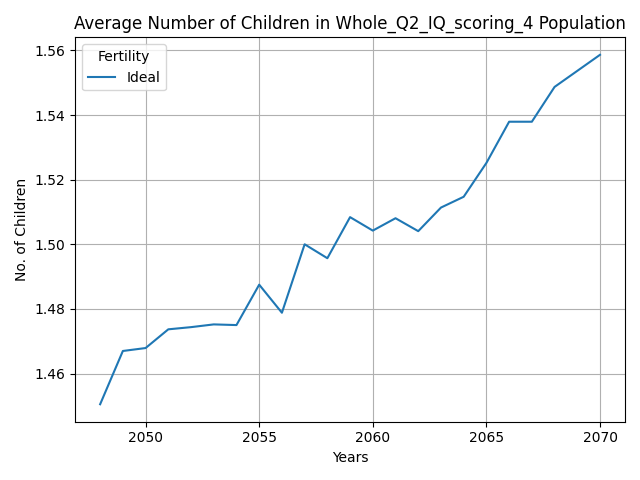 Average Number of Children in Whole_Q2_IQ_scoring_4 Population
Fertility
Ideal
No. of Children
1.56
1.54
1.52
1.50
1.48
1.46
2050
2055
2060
2065
2070
Years